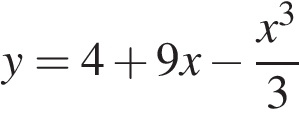 y = 4 + 9x − x³/3